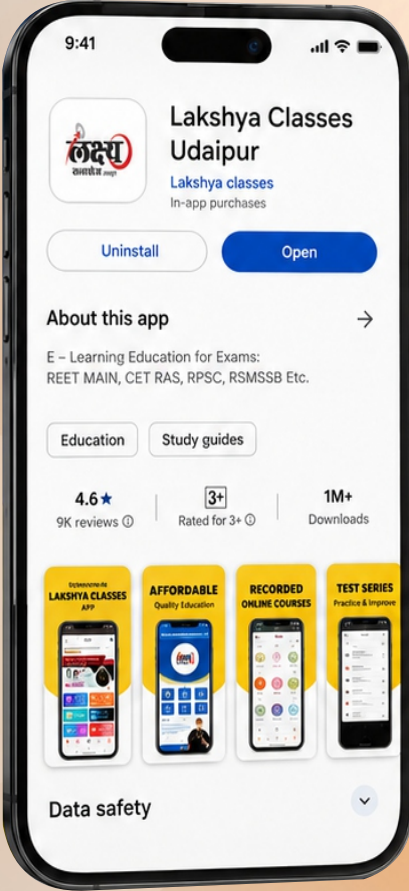 9:41
लक्ष्य
क्लासेज
Lakshya Classes
Udaipur
Lakshya classes
In-app purchases
Uninstall
Open
About this app
E – Learning Education for Exams:
REET MAIN, CET RAS, RPSC, RSMSSB Etc.
Education
Study guides
4.6★
9K reviews
3+
Rated for 3+
1M+
Downloads
LAKSHYA CLASSES
APP
AFFORDABLE
Quality Education
RECORDED
ONLINE COURSES
TEST SERIES
Practice & Improve
Data safety